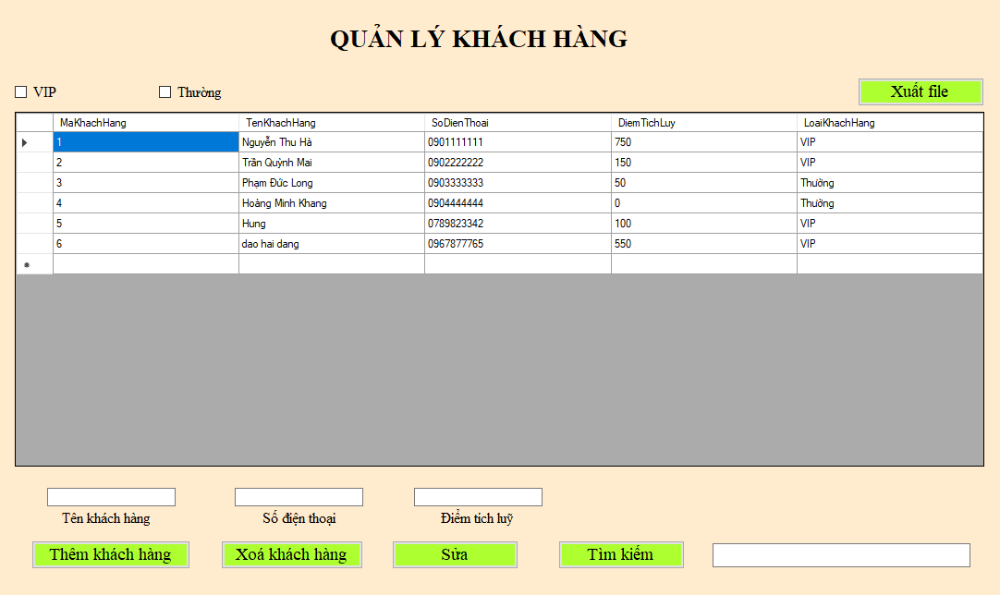 QUẢN LÝ KHÁCH HÀNG
VIP Thường Xuất file
MaKhachHang TenKhachHang SoDienThoai DiemTichLuy LoaiKhachHang
1 Nguyễn Thu Hà 0901111111 750 VIP
2 Trần Quỳnh Mai 0902222222 150 VIP
3 Phạm Đức Long 0903333333 50 Thường
4 Hoàng Minh Khang 0904444444 0 Thường
5 Hung 0789823342 100 VIP
6 dao hai dang 0967877765 550 VIP
Tên khách hàng Số điện thoại Điểm tích luỹ
Thêm khách hàng Xoá khách hàng Sửa Tìm kiếm